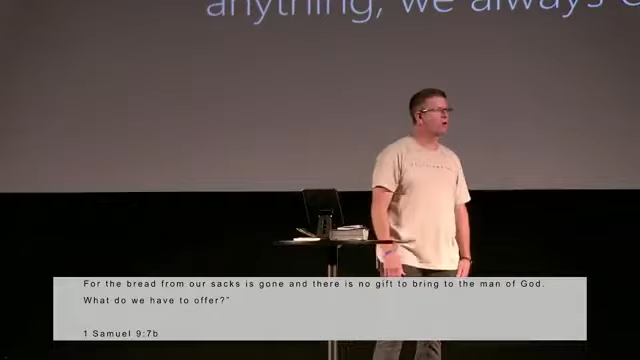 anything, we always
For the bread from our sacks is gone and there is no gift to bring to the man of God.
What do we have to offer?"
1 Samuel 9:7b